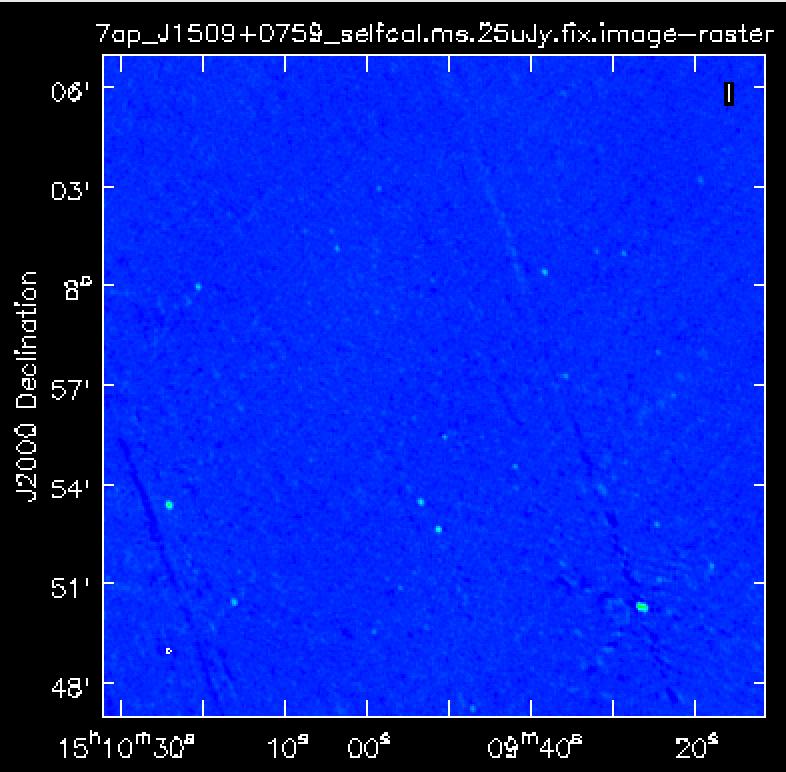 7ap_J1509+0759_selfcal.ms.25uJy.fix.image-raster
I
06'
03'
8°
57'
54'
51'
48'
J2000 Declination
15ʰ10ᵐ30ˢ 10ˢ 00ˢ 09ᵐ40ˢ 20ˢ